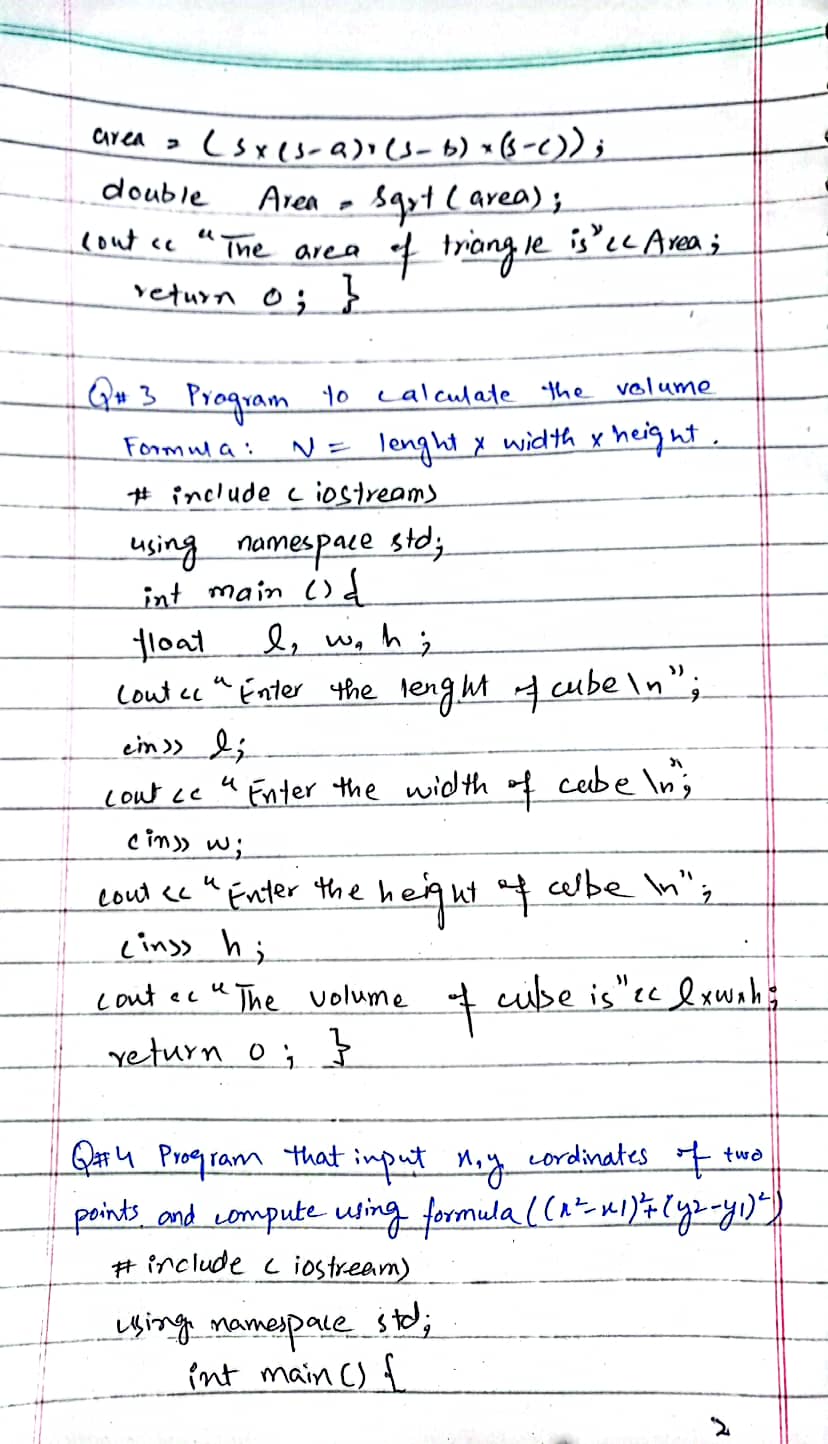 area = (s x (s-a) x (s-b) x (s-c));
double Area = sqrt (area);
cout << "The area of triangle is" << Area;
return 0; }
Q#3 Program to calculate the volume
Formula: V = lenght x width x height.
# include < iostream>
using namespace std;
int main () {
float l, w, h;
cout << "Enter the lenght of cube \n";
cin >> l;
cout << "Enter the width of cube \n";
cin >> w;
cout << "Enter the height of cube \n";
cin >> h;
cout << "The volume of cube is" << l x w x h;
return 0; }
Q#4 Program that input x, y cordinates of two
points and compute using formula ((x²-x1)²+(y2-y1)²)
# include < iostream>
using namespace std;
int main () {
2